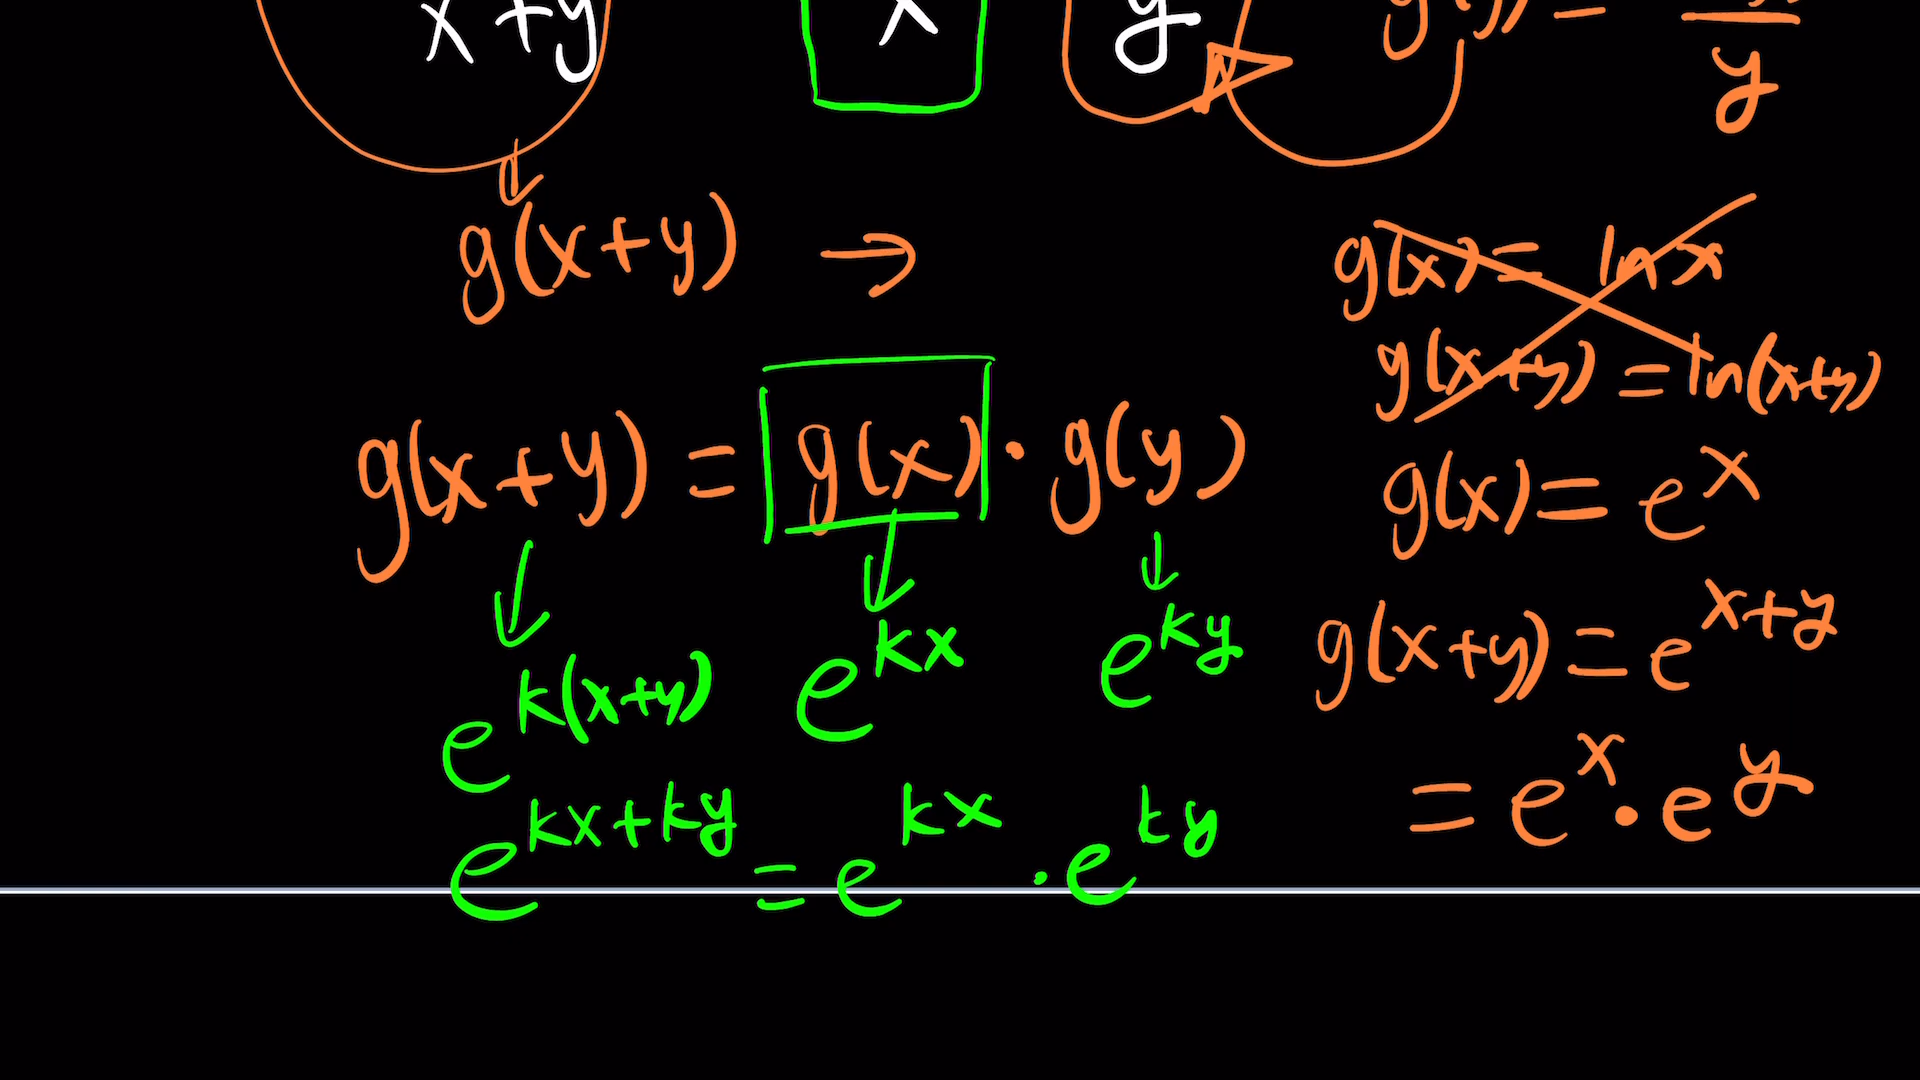 x+y x y g(y) = y
g(x+y) →
g(x) = ln x
g(x+y) = ln(x+y)
g(x+y) = g(x) · g(y)
g(x) = e^x
e^{k(x+y)} e^{kx} e^{ky}
g(x+y) = e^{x+y}
e^{kx+ky} = e^{kx} · e^{ky}
= e^x · e^y